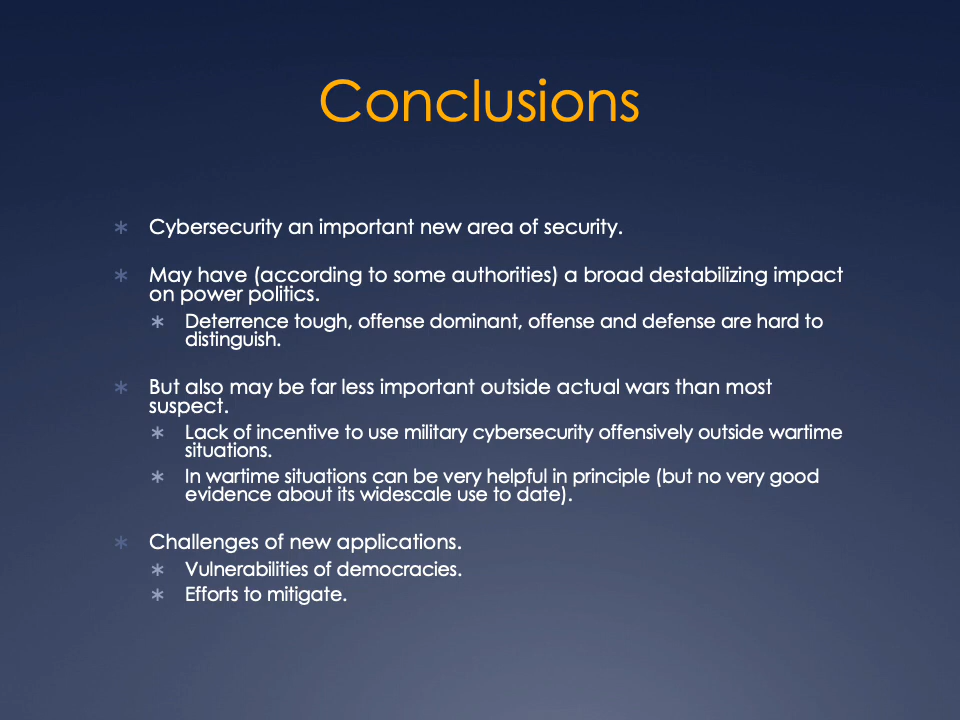 Conclusions
Cybersecurity an important new area of security.
May have (according to some authorities) a broad destabilizing impact
on power politics.
Deterrence tough, offense dominant, offense and defense are hard to
distinguish.
But also may be far less important outside actual wars than most
suspect.
Lack of incentive to use military cybersecurity offensively outside wartime
situations.
In wartime situations can be very helpful in principle (but no very good
evidence about its widescale use to date).
Challenges of new applications.
Vulnerabilities of democracies.
Efforts to mitigate.